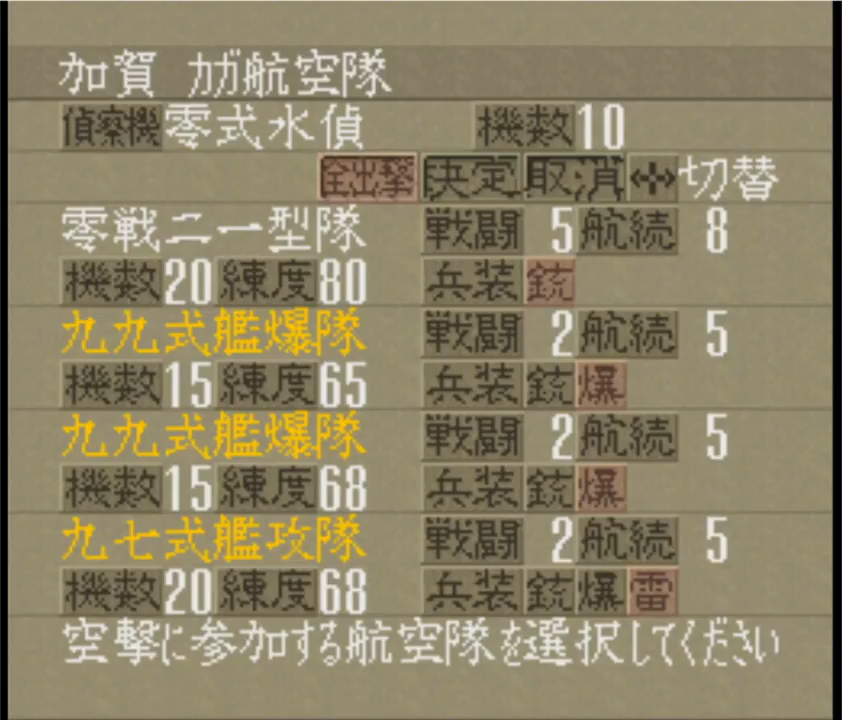 加賀 カガ航空隊
偵察機零式水偵 機数10
全出撃 決定 取消 切替
零戦二一型隊 戦闘 5 航続 8
機数20 練度80 兵装 銃
九九式艦爆隊 戦闘 2 航続 5
機数15 練度65 兵装 銃 爆
九九式艦爆隊 戦闘 2 航続 5
機数15 練度68 兵装 銃 爆
九七式艦攻隊 戦闘 2 航続 5
機数20 練度68 兵装 銃 爆 雷
空撃に参加する航空隊を選択してください